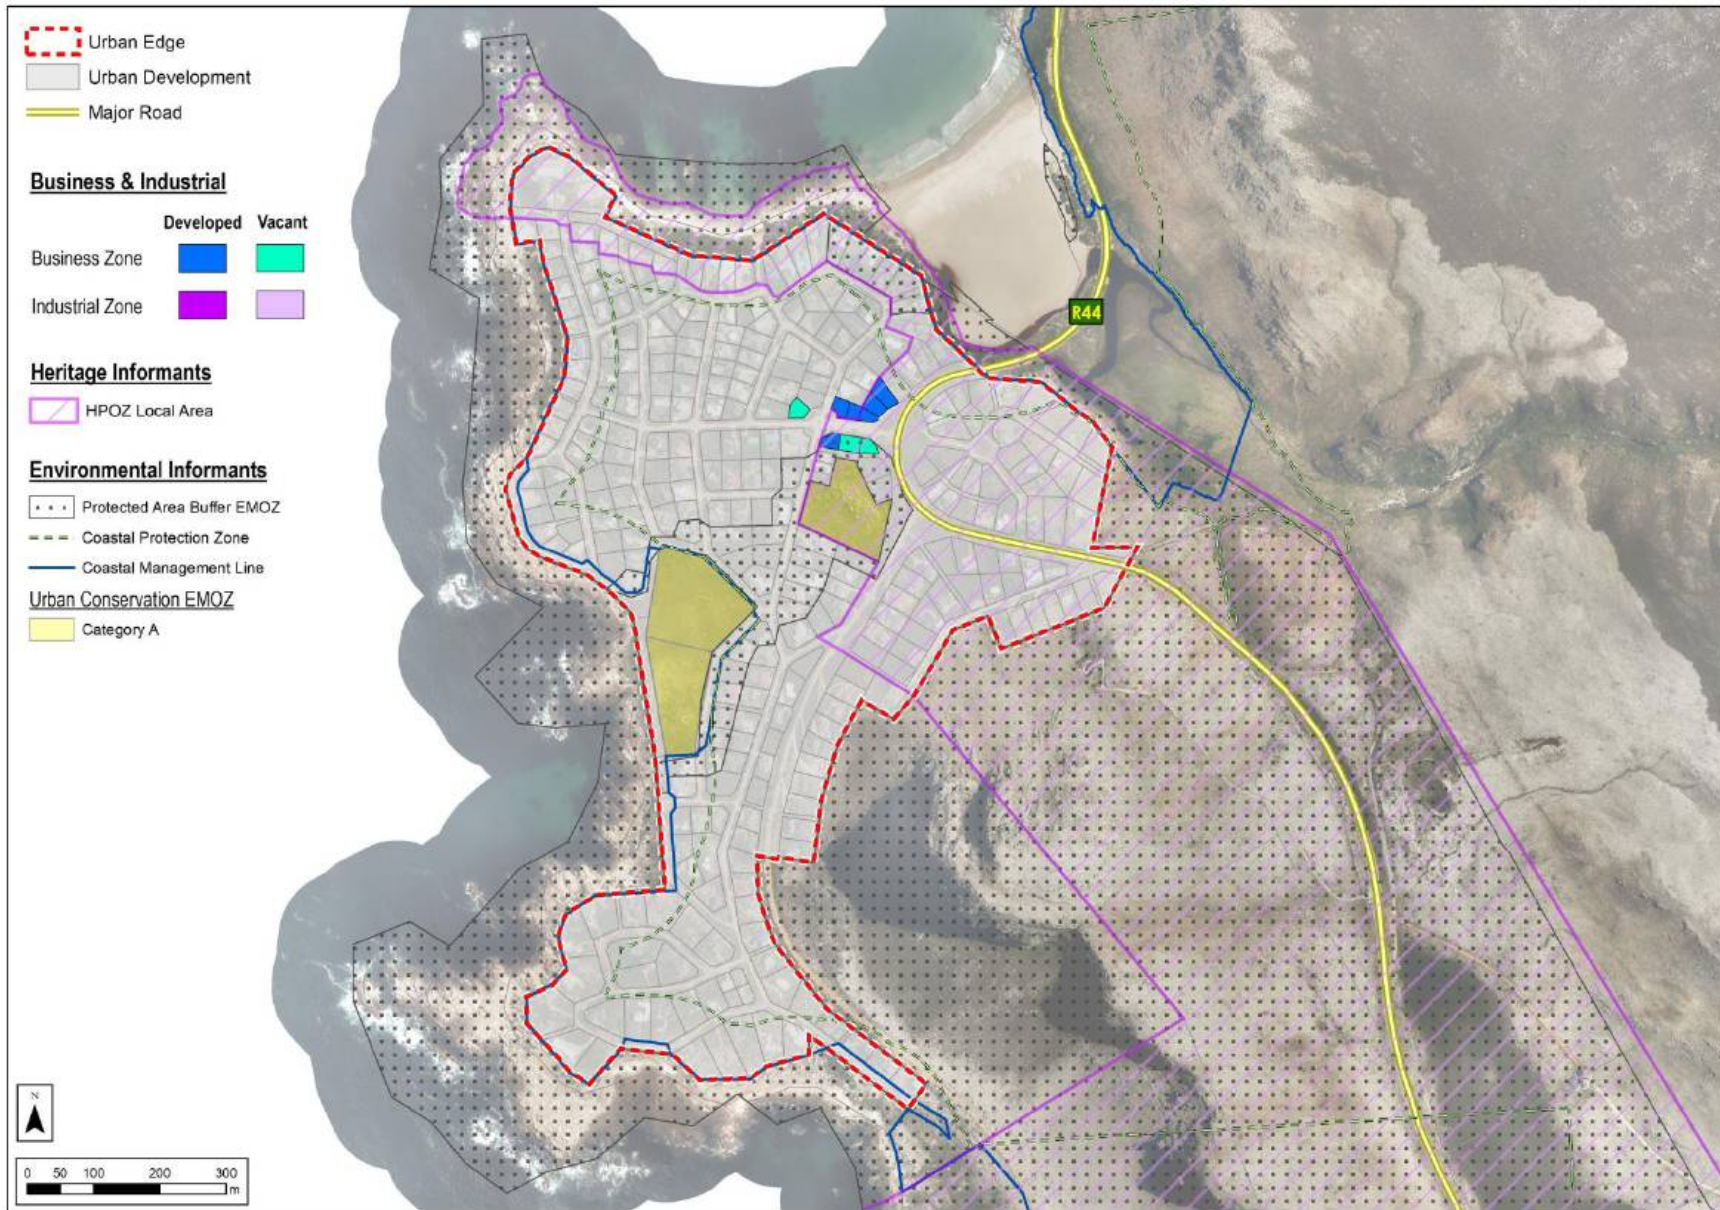 Urban Edge
Urban Development
Major Road
Business & Industrial
Developed Vacant
Business Zone
Industrial Zone
Heritage Informants
HPOZ Local Area
Environmental Informants
Protected Area Buffer EMOZ
Coastal Protection Zone
Coastal Management Line
Urban Conservation EMOZ
Category A
R44
N
0 50 100 200 300
m